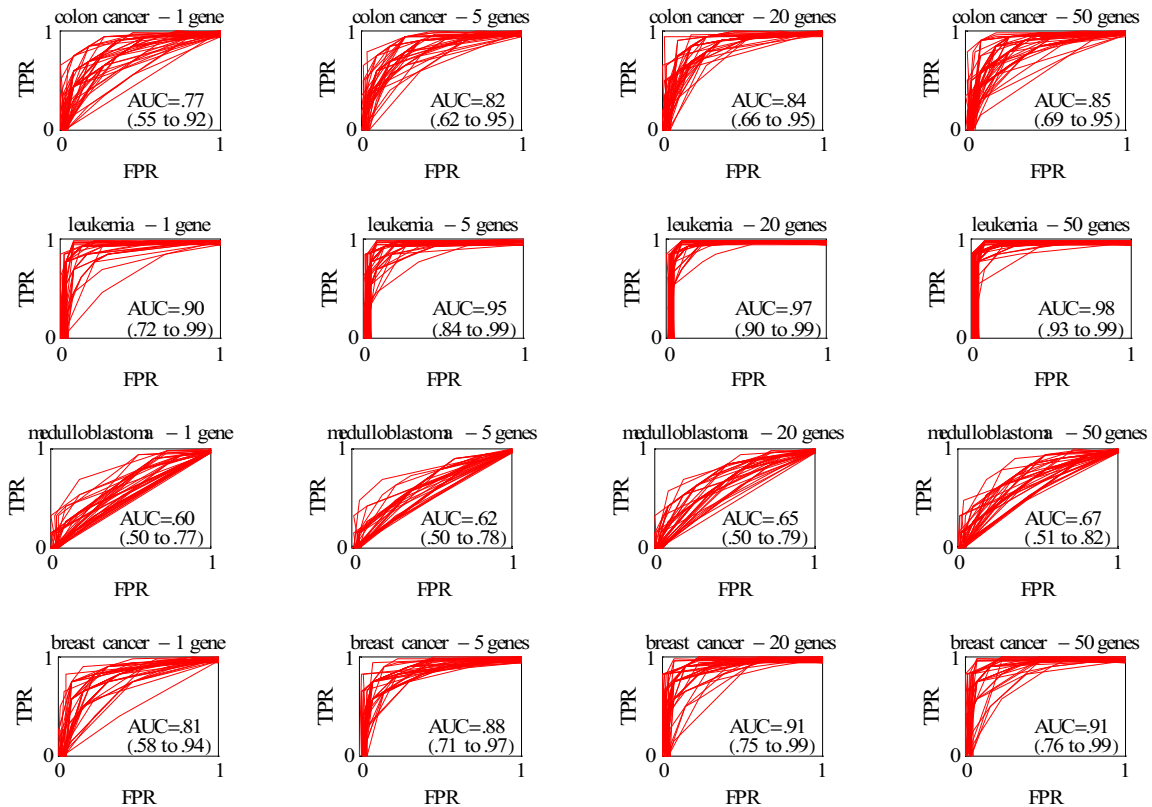 colon cancer – 1 gene
1
TPR
AUC=.77
(.55 to .92)
0
0 1
FPR
colon cancer – 5 genes
1
TPR
AUC=.82
(.62 to .95)
0
0 1
FPR
colon cancer – 20 genes
1
TPR
AUC=.84
(.66 to .95)
0
0 1
FPR
colon cancer – 50 genes
1
TPR
AUC=.85
(.69 to .95)
0
0 1
FPR
leukemia – 1 gene
1
TPR
AUC=.90
(.72 to .99)
0
0 1
FPR
leukemia – 5 genes
1
TPR
AUC=.95
(.84 to .99)
0
0 1
FPR
leukemia – 20 genes
1
TPR
AUC=.97
(.90 to .99)
0
0 1
FPR
leukemia – 50 genes
1
TPR
AUC=.98
(.93 to .99)
0
0 1
FPR
medulloblastoma – 1 gene
1
TPR
AUC=.60
(.50 to .77)
0
0 1
FPR
medulloblastoma – 5 genes
1
TPR
AUC=.62
(.50 to .78)
0
0 1
FPR
medulloblastoma – 20 genes
1
TPR
AUC=.65
(.50 to .79)
0
0 1
FPR
medulloblastoma – 50 genes
1
TPR
AUC=.67
(.51 to .82)
0
0 1
FPR
breast cancer – 1 gene
1
TPR
AUC=.81
(.58 to .94)
0
0 1
FPR
breast cancer – 5 genes
1
TPR
AUC=.88
(.71 to .97)
0
0 1
FPR
breast cancer – 20 genes
1
TPR
AUC=.91
(.75 to .99)
0
0 1
FPR
breast cancer – 50 genes
1
TPR
AUC=.91
(.76 to .99)
0
0 1
FPR